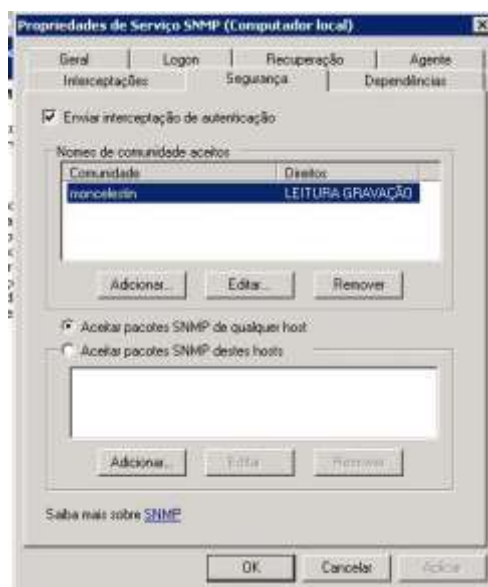 Propriedades de Serviço SNMP (Computador local)
Geral Logon Recuperação Agente
Interceptações Segurança Dependências
Enviar interceptação de autenticação
Nomes de comunidade aceitos
Comunidade Direitos
moncelestin LEITURA GRAVAÇÃO
Adicionar... Editar... Remover
Aceitar pacotes SNMP de qualquer host
Aceitar pacotes SNMP destes hosts
Adicionar... Editar Remover
Saiba mais sobre SNMP
OK Cancelar Aplicar